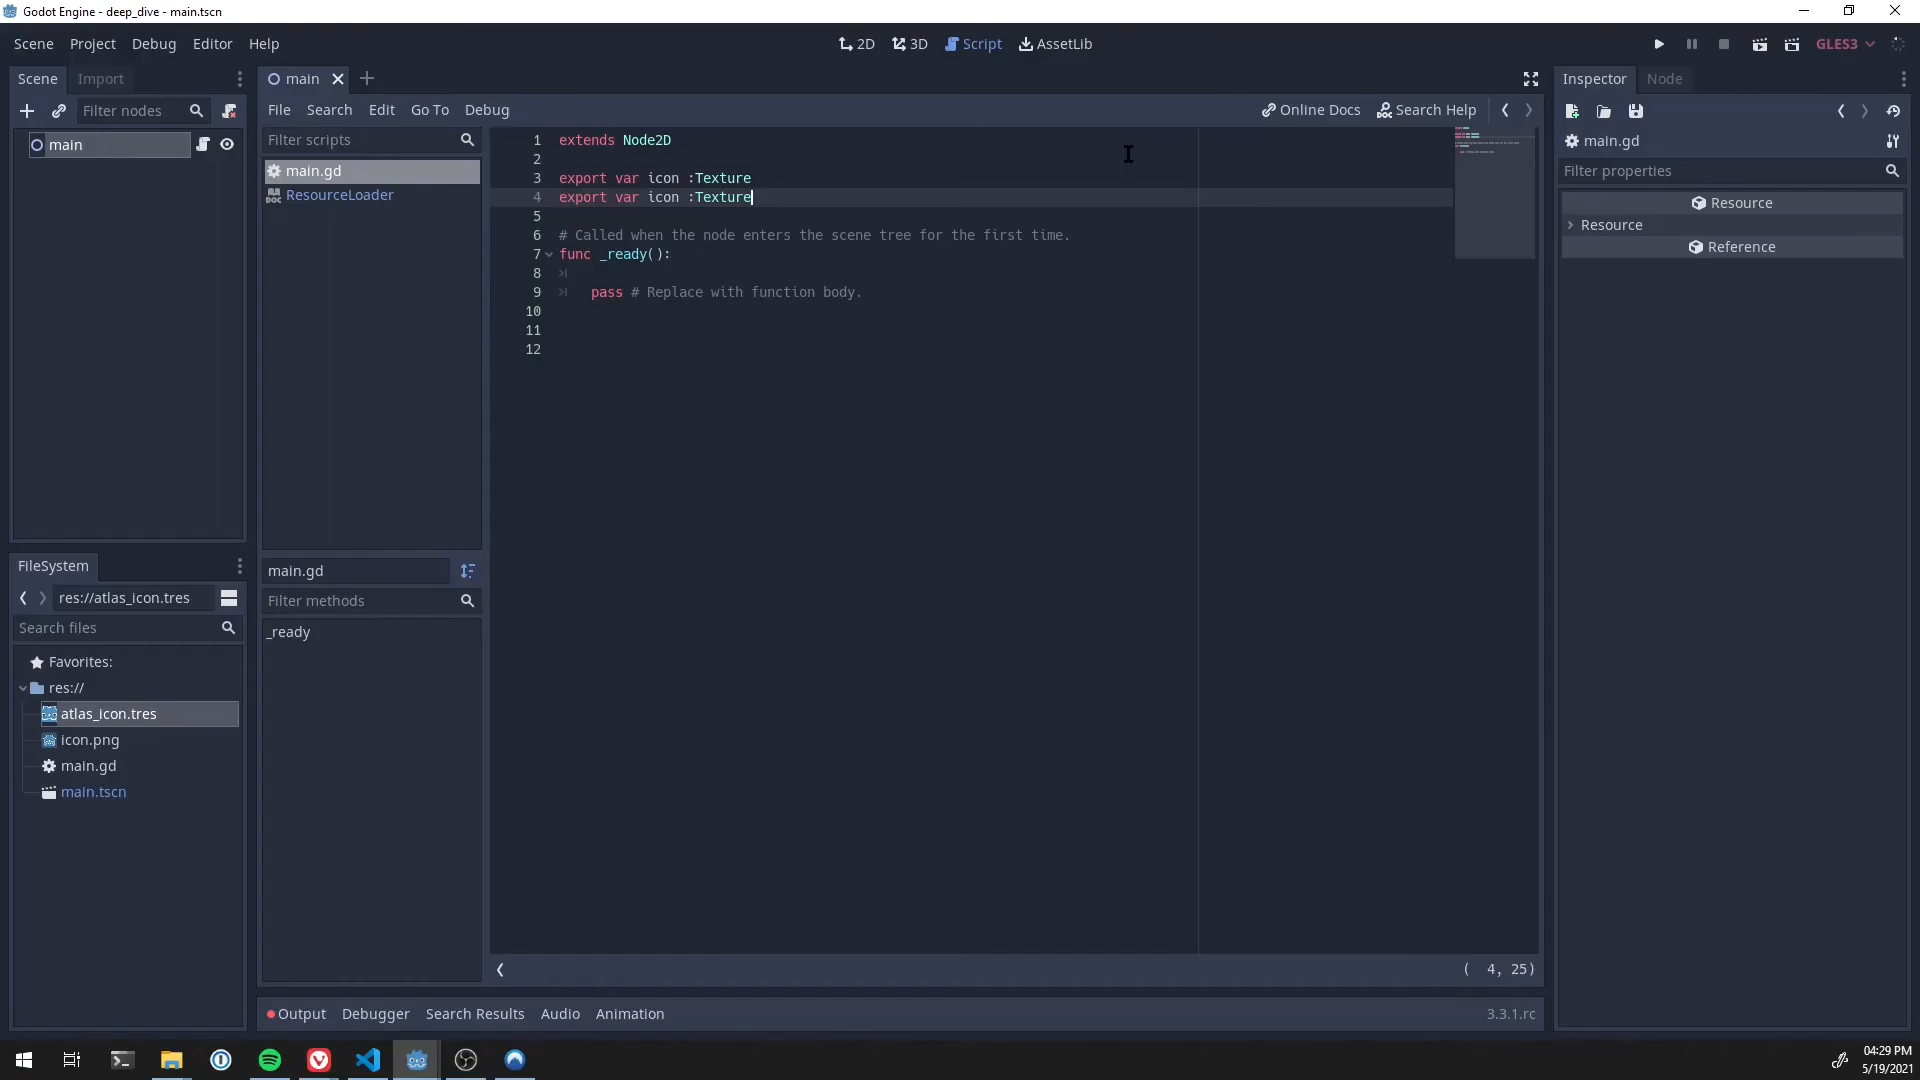 Godot Engine - deep_dive - main.tscn
Scene Project Debug Editor Help
2D 3D Script AssetLib
GLES3
Scene Import
Filter nodes
main
main
File Search Edit Go To Debug
Online Docs Search Help
Filter scripts
main.gd
ResourceLoader
1 extends Node2D
2
3 export var icon :Texture
4 export var icon :Texture
5
6 # Called when the node enters the scene tree for the first time.
7 func _ready():
8
9 pass # Replace with function body.
10
11
12
main.gd
Filter methods
_ready
( 4, 25)
FileSystem
res://atlas_icon.tres
Search files
Favorites:
res://
atlas_icon.tres
icon.png
main.gd
main.tscn
Output Debugger Search Results Audio Animation
3.3.1.rc
Inspector Node
main.gd
Filter properties
Resource
Resource
Reference
04:29 PM
5/19/2021